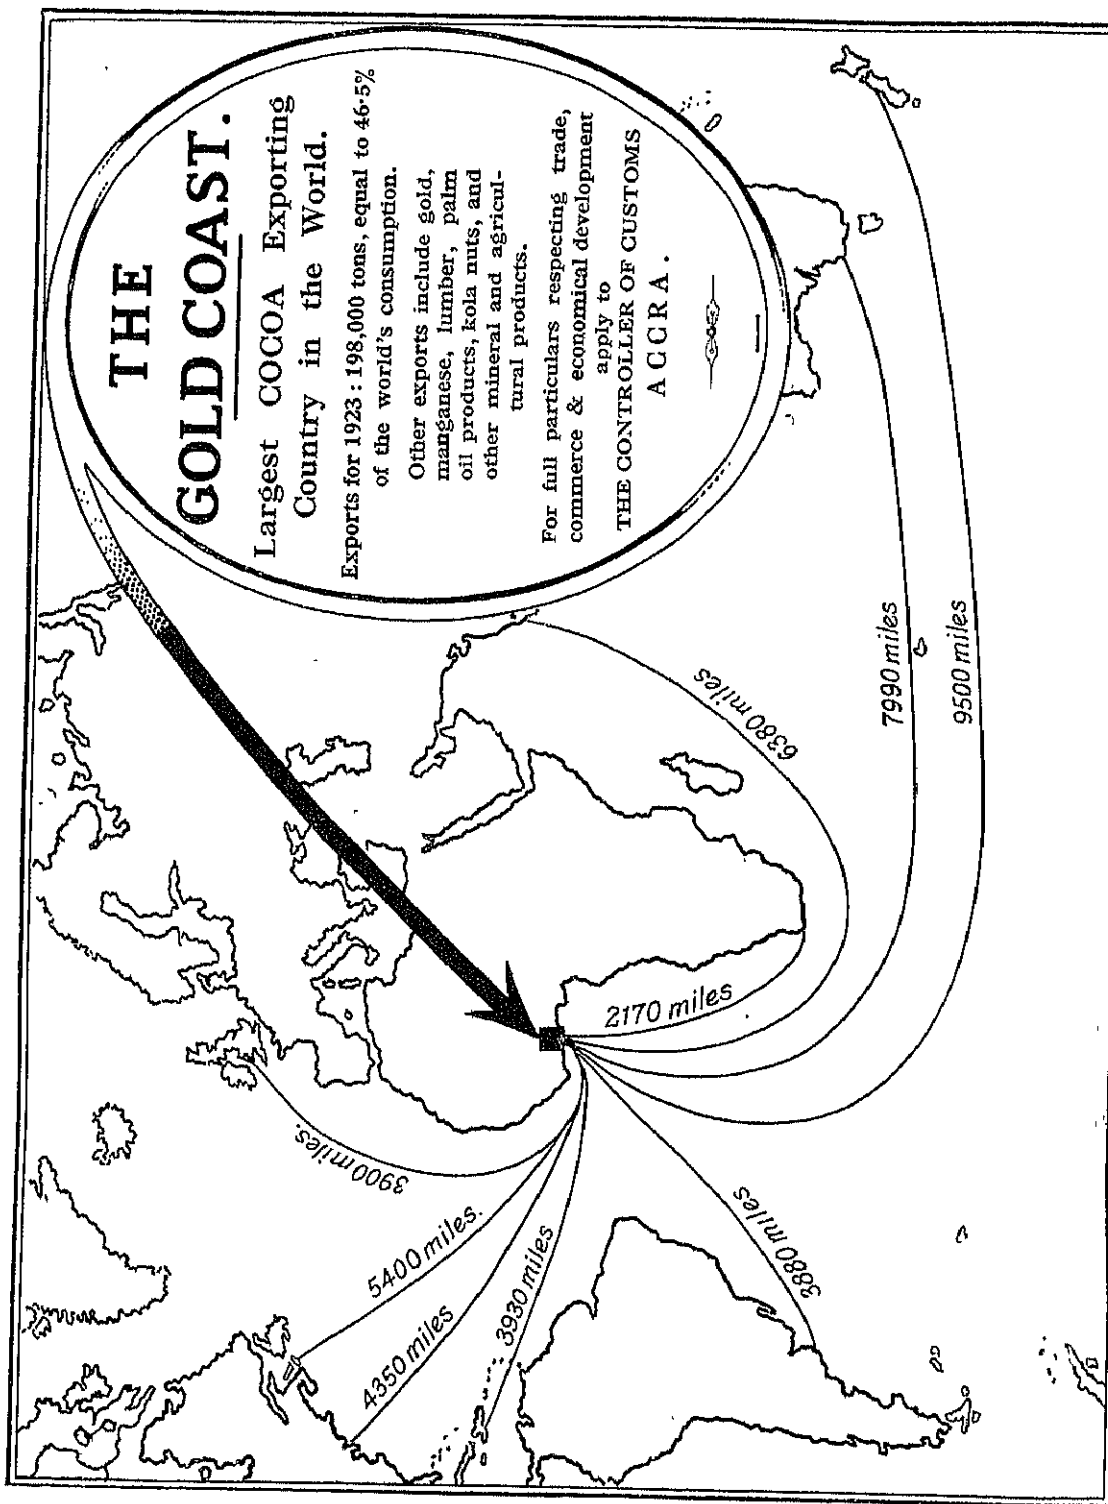 THE
GOLD COAST.
Largest COCOA Exporting
Country in the World.
Exports for 1923 : 198,000 tons, equal to 46·5%
of the world's consumption.
Other exports include gold,
manganese, lumber, palm
oil products, kola nuts, and
other mineral and agricul-
tural products.
For full particulars respecting trade,
commerce & economical development
apply to
THE CONTROLLER OF CUSTOMS
ACCRA.
3900 miles.
5400 miles.
4350 miles
3930 miles
3880 miles
2170 miles
6380 miles
7990 miles
9500 miles